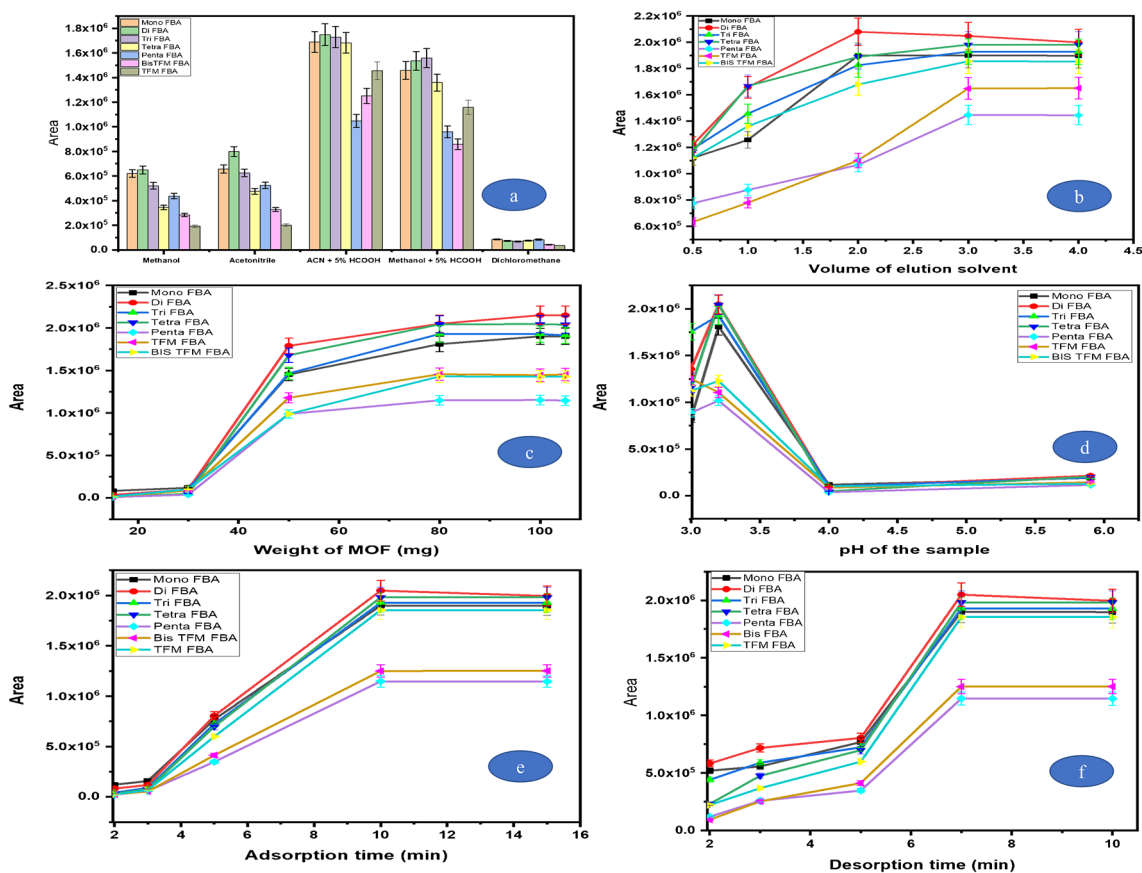 Mono FBA
Di FBA
Tri FBA
Tetra FBA
Penta FBA
BisTFM FBA
TFM FBA
1.8x10⁶
1.6x10⁶
1.4x10⁶
1.2x10⁶
1.0x10⁶
8.0x10⁵
6.0x10⁵
4.0x10⁵
2.0x10⁵
0.0
Area
Methanol
Acetonitrile
ACN + 5% HCOOH
Methanol + 5% HCOOH
Dichloromethane
a
Mono FBA
Di FBA
Tri FBA
Tetra FBA
Penta FBA
TFM FBA
BIS TFM FBA
2.2x10⁶
2.0x10⁶
1.8x10⁶
1.6x10⁶
1.4x10⁶
1.2x10⁶
1.0x10⁶
8.0x10⁵
6.0x10⁵
Area
0.5 1.0 1.5 2.0 2.5 3.0 3.5 4.0 4.5
Volume of elution solvent
b
Mono FBA
Di FBA
Tri FBA
Tetra FBA
Penta FBA
TFM FBA
BIS TFM FBA
2.5x10⁶
2.0x10⁶
1.5x10⁶
1.0x10⁶
5.0x10⁵
0.0
Area
20 40 60 80 100
Weight of MOF (mg)
c
Mono FBA
Di FBA
Tri FBA
Tetra FBA
Penta FBA
TFM FBA
BIS TFM FBA
2.0x10⁶
1.5x10⁶
1.0x10⁶
5.0x10⁵
0.0
Area
3.0 3.5 4.0 4.5 5.0 5.5 6.0
pH of the sample
d
Mono FBA
Di FBA
Tri FBA
Tetra FBA
Penta FBA
Bis TFM FBA
TFM FBA
2.0x10⁶
1.5x10⁶
1.0x10⁶
5.0x10⁵
0.0
Area
2 4 6 8 10 12 14 16
Adsorption time (min)
e
Mono FBA
Di FBA
Tri FBA
Tetra FBA
Penta FBA
Bis FBA
TFM FBA
2.0x10⁶
1.5x10⁶
1.0x10⁶
5.0x10⁵
0.0
Area
2 4 6 8 10
Desorption time (min)
f